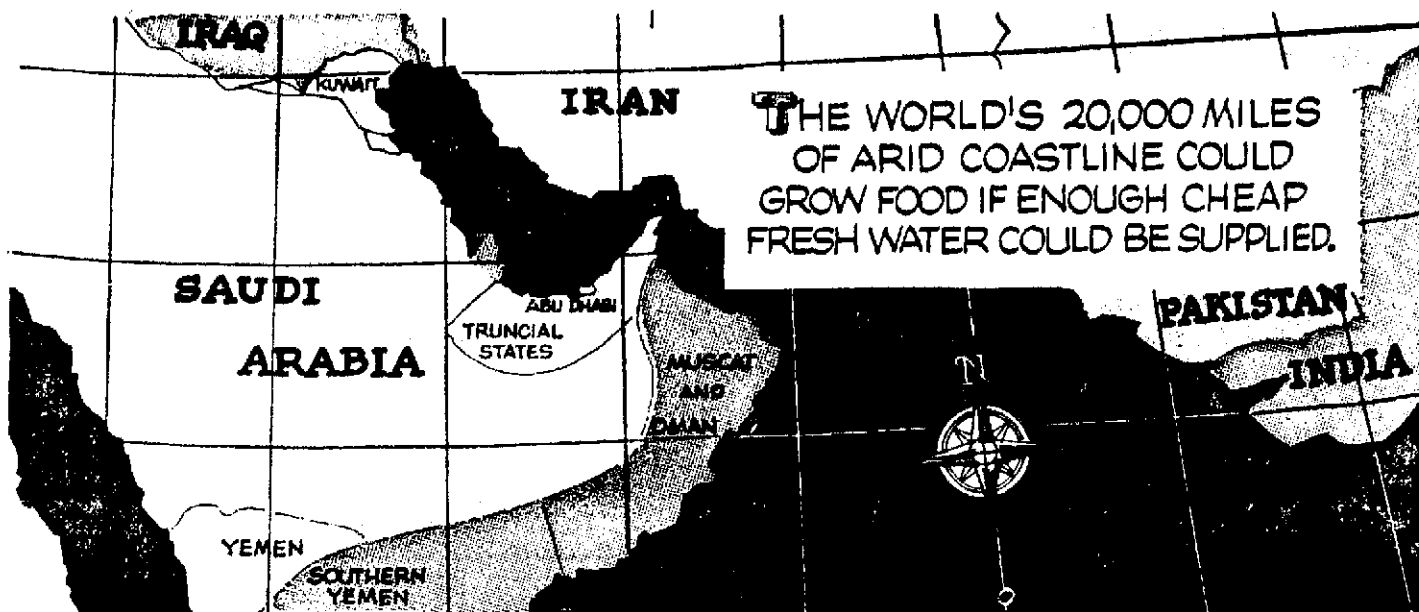 IRAQ
KUWAIT
IRAN
THE WORLD'S 20,000 MILES
OF ARID COASTLINE COULD
GROW FOOD IF ENOUGH CHEAP
FRESH WATER COULD BE SUPPLIED.
SAUDI
ARABIA
ABU DHABI
TRUNCIAL
STATES
MUSCAT
AND
OMAN
PAKISTAN
INDIA
N
YEMEN
SOUTHERN
YEMEN